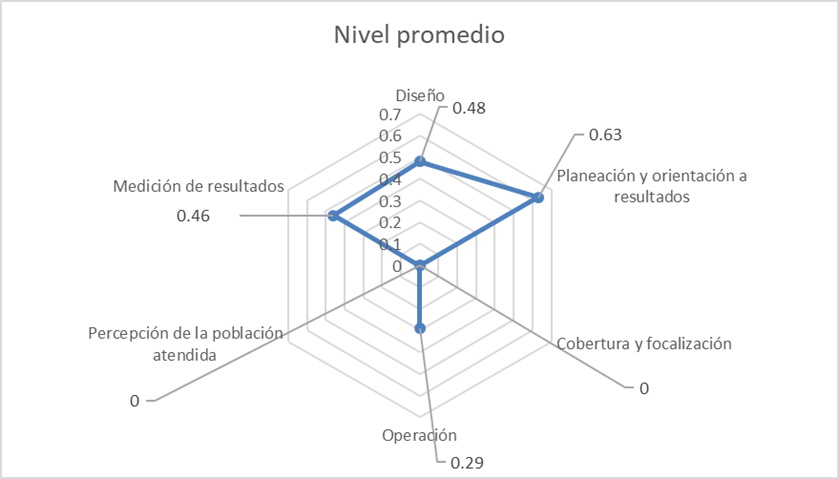 Nivel promedio
Diseño
0.48
0.7
0.6
0.5
0.4
0.3
0.2
0.1
0
0.63
Planeación y orientación a
resultados
Medición de resultados
0.46
Percepción de la población
atendida
0
Cobertura y focalización
0
Operación
0.29